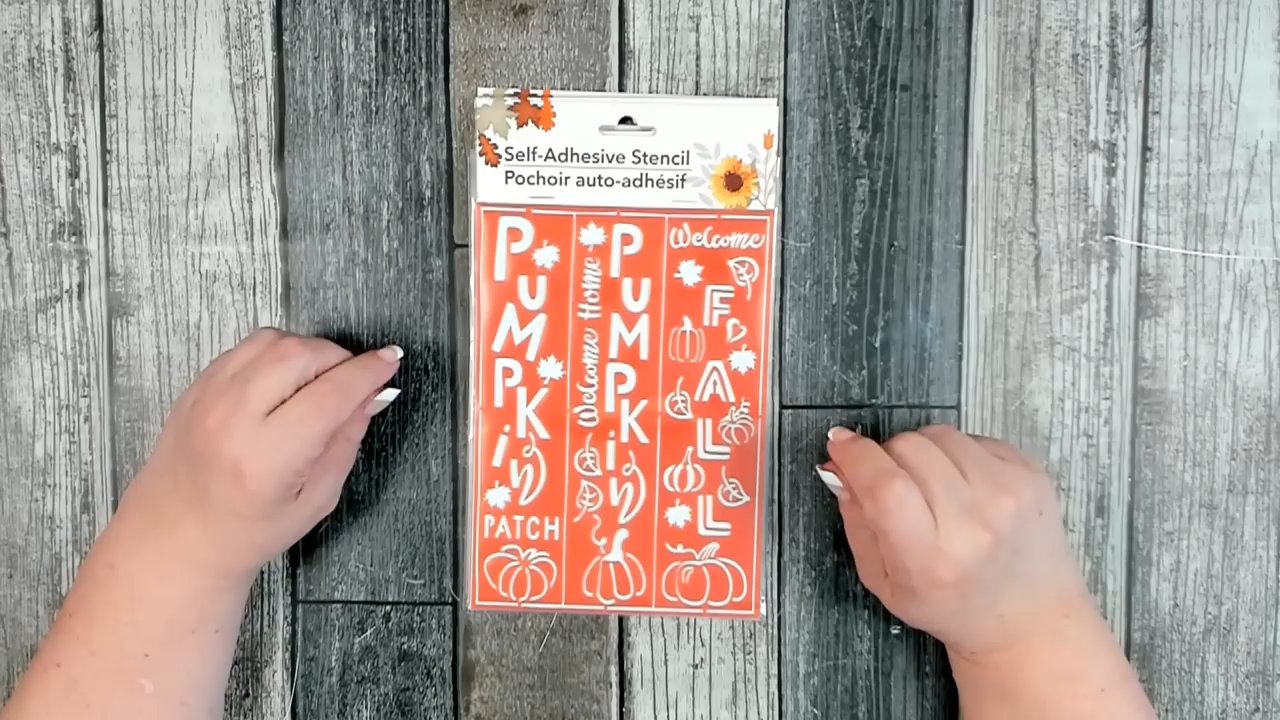 Self-Adhesive Stencil
Pochoir auto-adhésif
PUMPKiN
PATCH
Welcome Home
PUMPKiN
Welcome
FALL